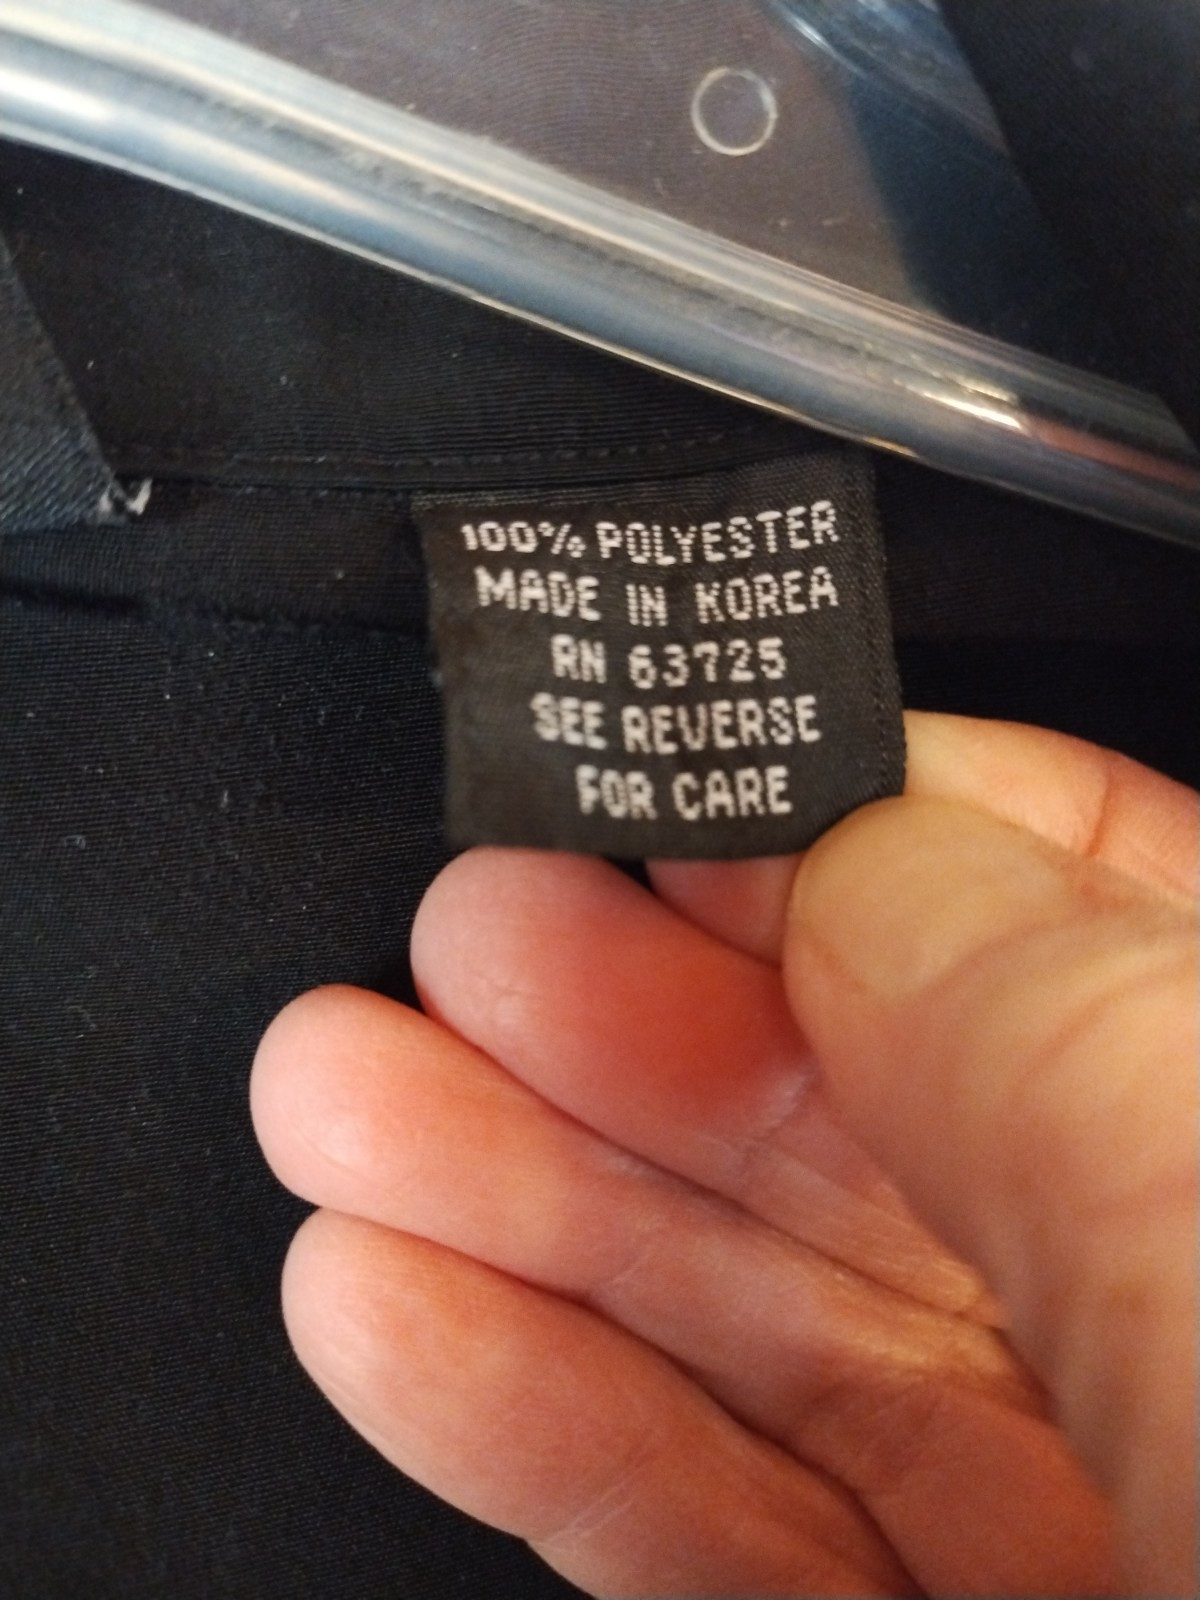 100% POLYESTER
MADE IN KOREA
RN 63725
SEE REVERSE
FOR CARE